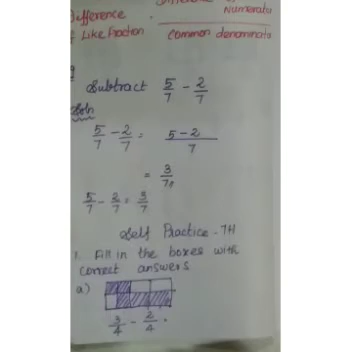 Difference
Numerato
Like fraction common denominato
Subtract 5/7 - 2/7
Soln
5/7 - 2/7 = 5-2/7
= 3/7
5/7 - 2/7 = 3/7
Self Practice - 7H
1. Fill in the boxes with
correct answers
a)
3/4 - 2/4 .